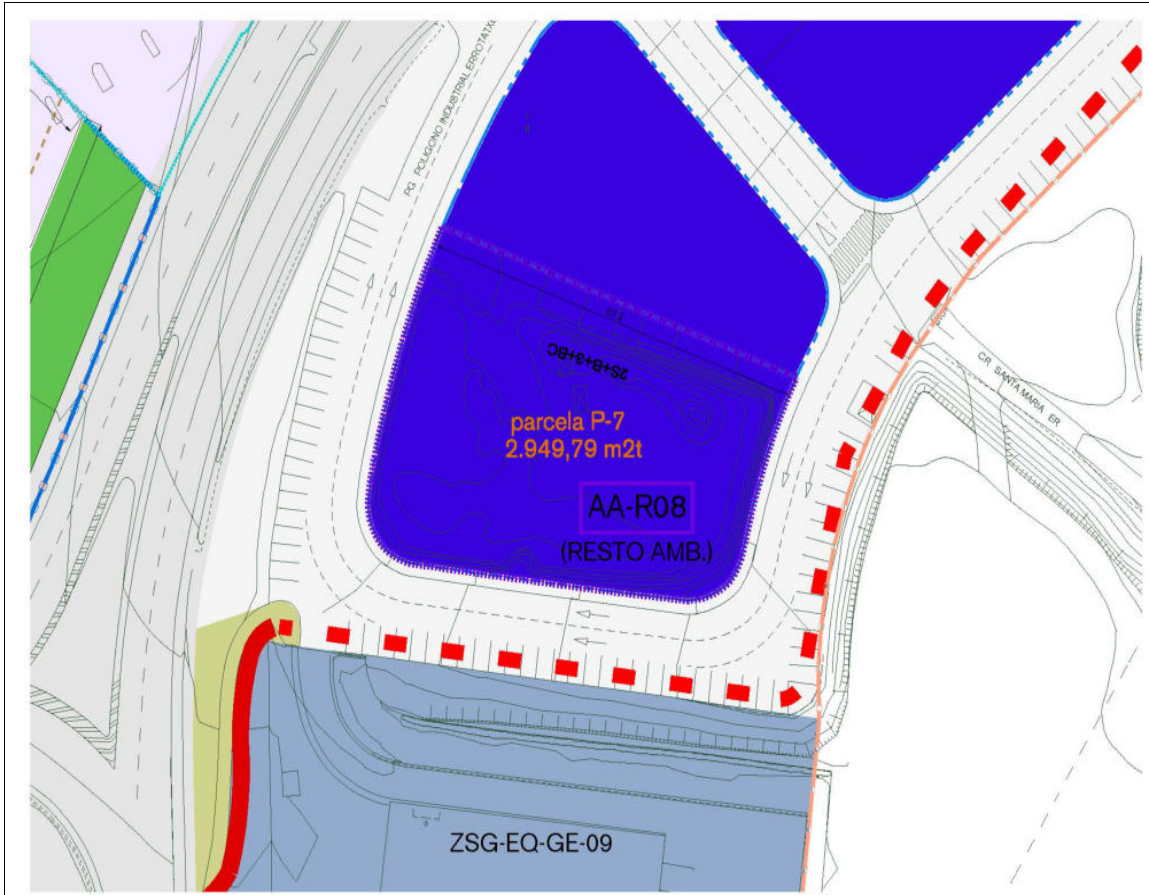 PG POLIGONO INDUSTRIAL ERROTATXU
2S+B+3+BC
CR SANTA MARIA ER
parcela P-7
2.949,79 m2t
AA-R08
(RESTO AMB.)
ZSG-EQ-GE-09